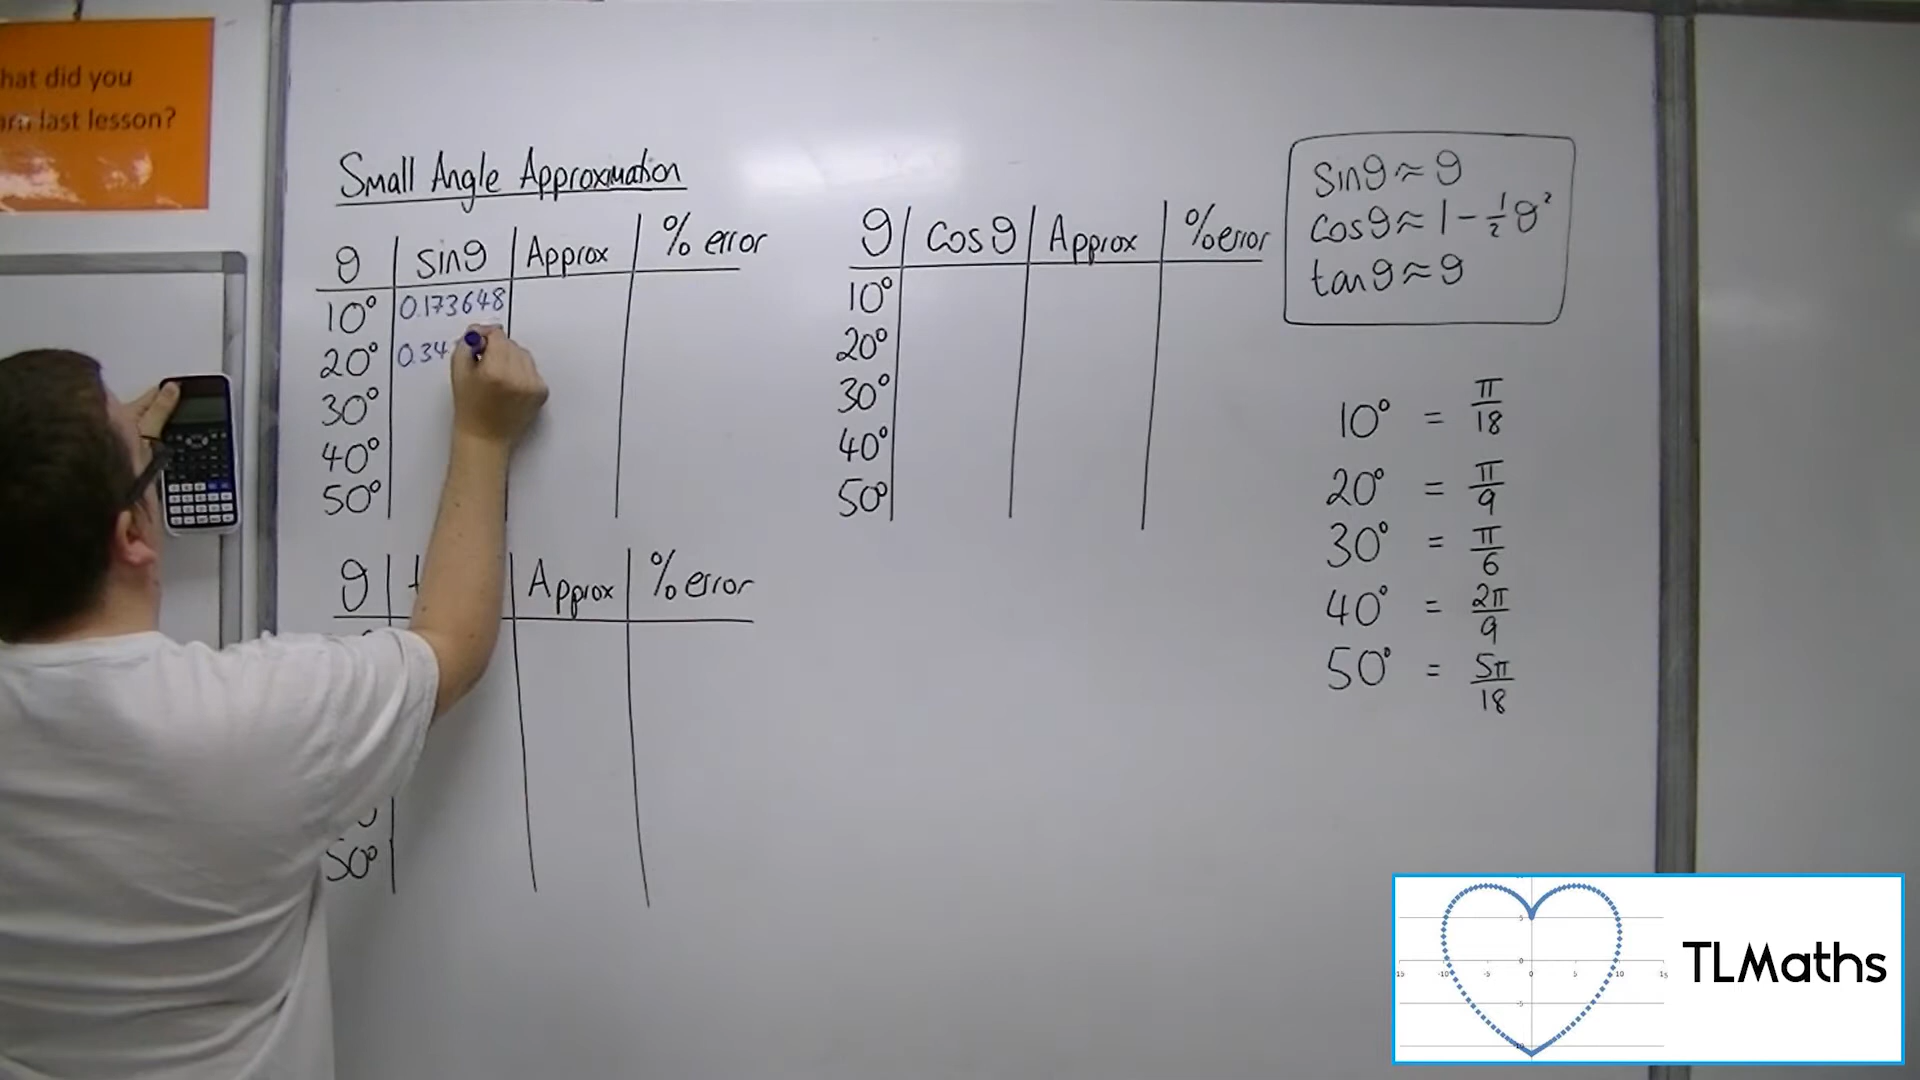 hat did you
last lesson?
Small Angle Approximation
θ sinθ Approx % error
10° 0.173648
20° 0.34
30°
40°
50°
θ Approx % error
50°
θ cosθ Approx % error
10°
20°
30°
40°
50°
sinθ ≈ θ
cosθ ≈ 1 - 1/2 θ²
tanθ ≈ θ
10° = π/18
20° = π/9
30° = π/6
40° = 2π/9
50° = 5π/18
TLMaths